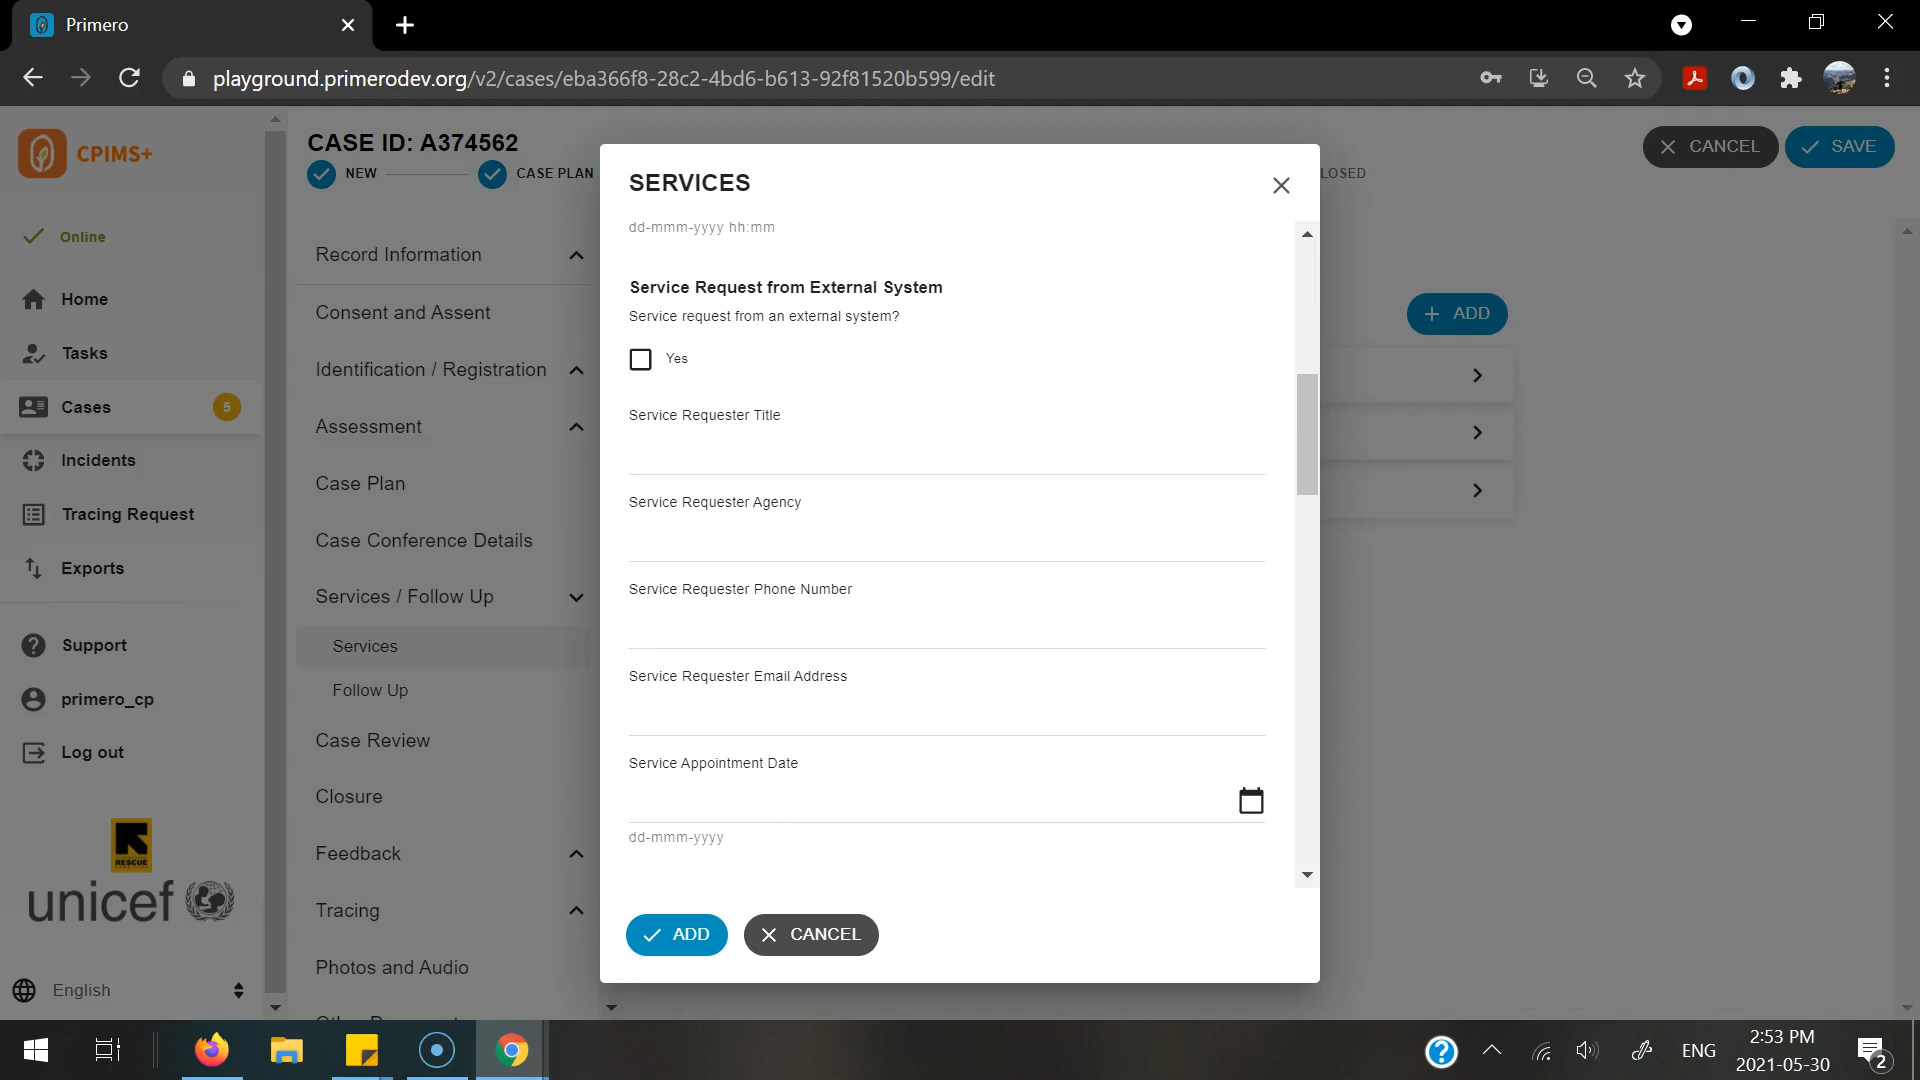 Primero
playground.primerodev.org/v2/cases/eba366f8-28c2-4bd6-b613-92f81520b599/edit
CPIMS+
Online
Home
Tasks
Cases
5
Incidents
Tracing Request
Exports
Support
primero_cp
Log out
RESCUE
unicef
English
CASE ID: A374562
NEW
CASE PLAN
LOSED
CANCEL
SAVE
Record Information
Consent and Assent
Identification / Registration
Assessment
Case Plan
Case Conference Details
Services / Follow Up
Services
Follow Up
Case Review
Closure
Feedback
Tracing
Photos and Audio
ADD
SERVICES
dd-mmm-yyyy hh:mm
Service Request from External System
Service request from an external system?
Yes
Service Requester Title
Service Requester Agency
Service Requester Phone Number
Service Requester Email Address
Service Appointment Date
dd-mmm-yyyy
ADD
CANCEL
ENG
2:53 PM
2021-05-30
2